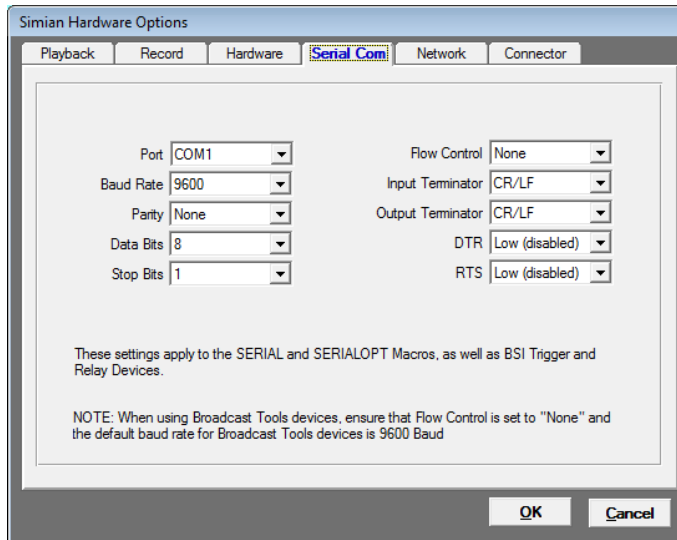 Simian Hardware Options
Playback Record Hardware Serial Com Network Connector
Port COM1 Flow Control None
Baud Rate 9600 Input Terminator CR/LF
Parity None Output Terminator CR/LF
Data Bits 8 DTR Low (disabled)
Stop Bits 1 RTS Low (disabled)
These settings apply to the SERIAL and SERIALOPT Macros, as well as BSI Trigger and
Relay Devices.
NOTE: When using Broadcast Tools devices, ensure that Flow Control is set to "None" and
the default baud rate for Broadcast Tools devices is 9600 Baud
OK Cancel